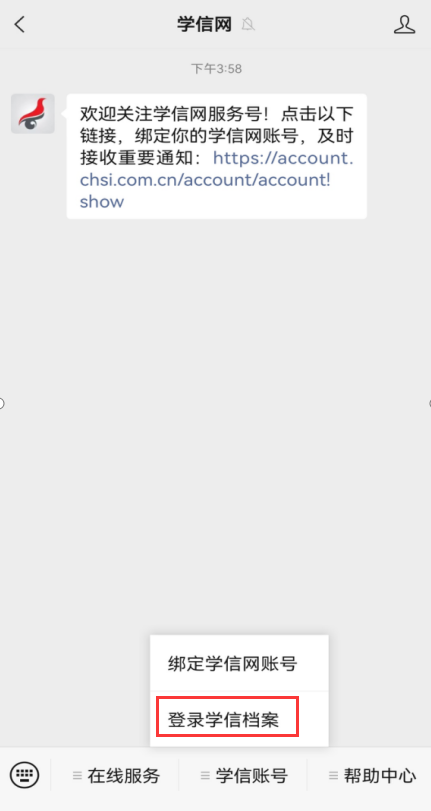 学信网
下午3:58
欢迎关注学信网服务号！点击以下
链接，绑定你的学信网账号，及时
接收重要通知：https://account.
chsi.com.cn/account/account!
show
绑定学信网账号
登录学信档案
在线服务
学信账号
帮助中心